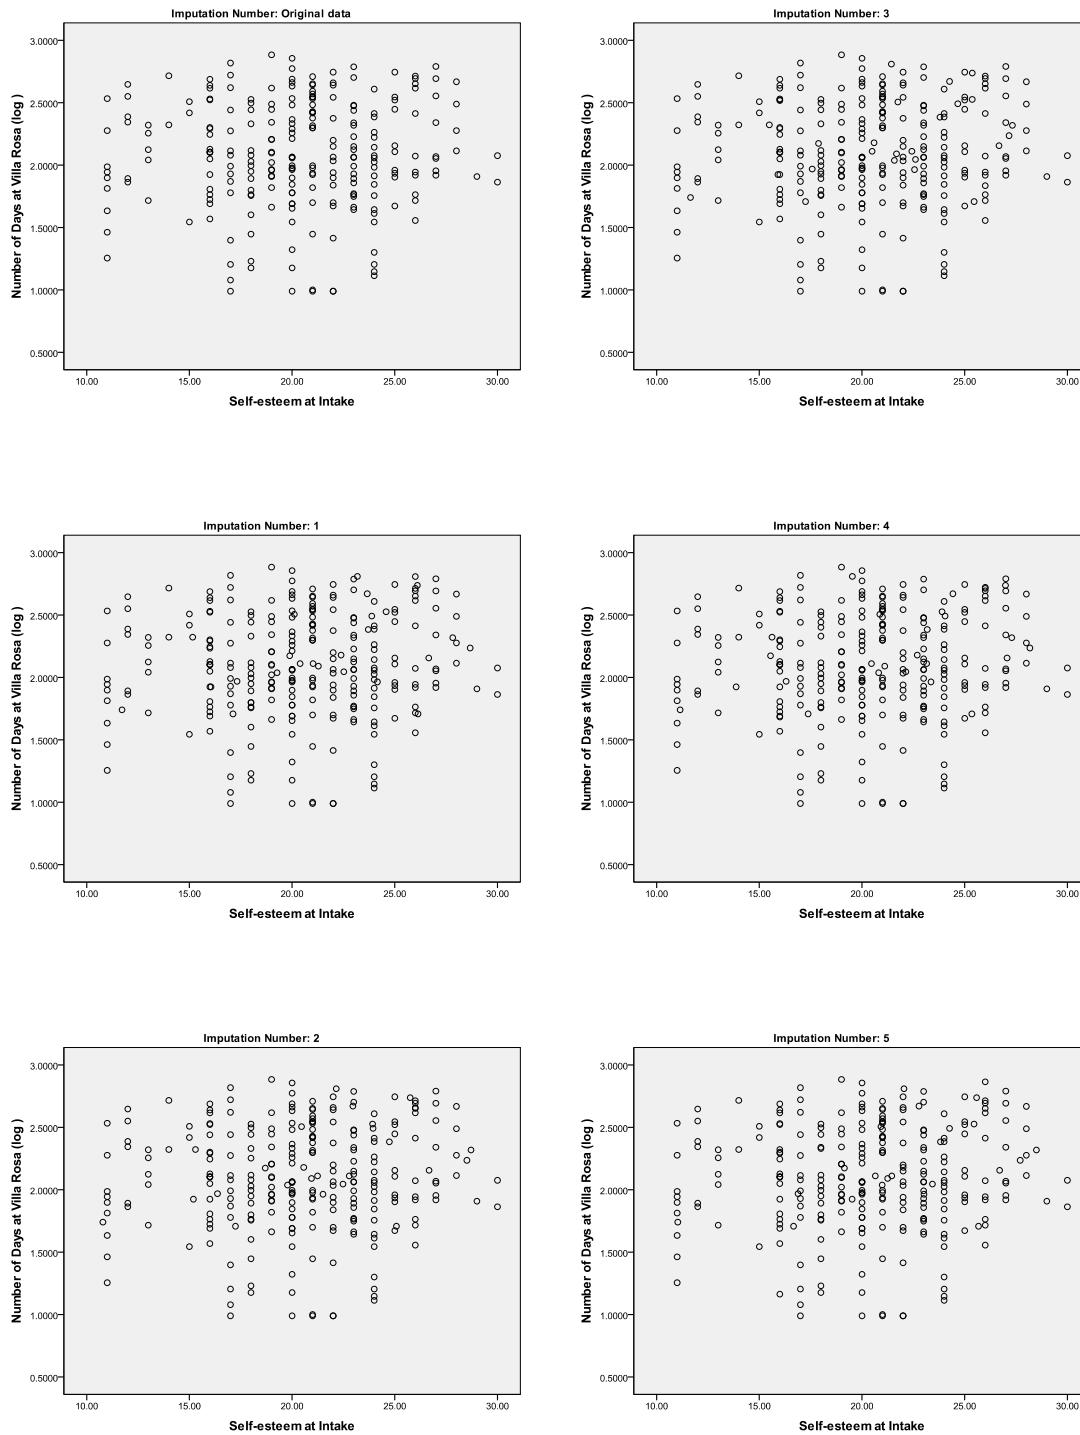 Imputation Number: Original data
3.0000
2.5000
2.0000
1.5000
1.0000
0.5000
Number of Days at Villa Rosa (log )
10.00 15.00 20.00 25.00 30.00
Self-esteem at Intake
Imputation Number: 3
3.0000
2.5000
2.0000
1.5000
1.0000
0.5000
Number of Days at Villa Rosa (log )
10.00 15.00 20.00 25.00 30.00
Self-esteem at Intake
Imputation Number: 1
3.0000
2.5000
2.0000
1.5000
1.0000
0.5000
Number of Days at Villa Rosa (log )
10.00 15.00 20.00 25.00 30.00
Self-esteem at Intake
Imputation Number: 4
3.0000
2.5000
2.0000
1.5000
1.0000
0.5000
Number of Days at Villa Rosa (log )
10.00 15.00 20.00 25.00 30.00
Self-esteem at Intake
Imputation Number: 2
3.0000
2.5000
2.0000
1.5000
1.0000
0.5000
Number of Days at Villa Rosa (log )
10.00 15.00 20.00 25.00 30.00
Self-esteem at Intake
Imputation Number: 5
3.0000
2.5000
2.0000
1.5000
1.0000
0.5000
Number of Days at Villa Rosa (log )
10.00 15.00 20.00 25.00 30.00
Self-esteem at Intake